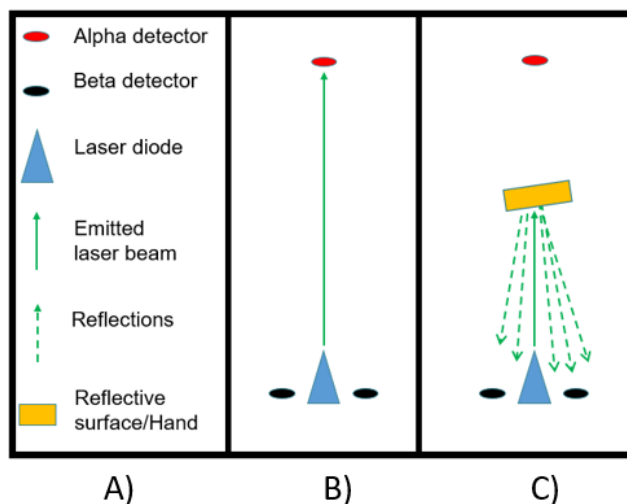 Alpha detector
Beta detector
Laser diode
Emitted
laser beam
Reflections
Reflective
surface/Hand
A)
B)
C)